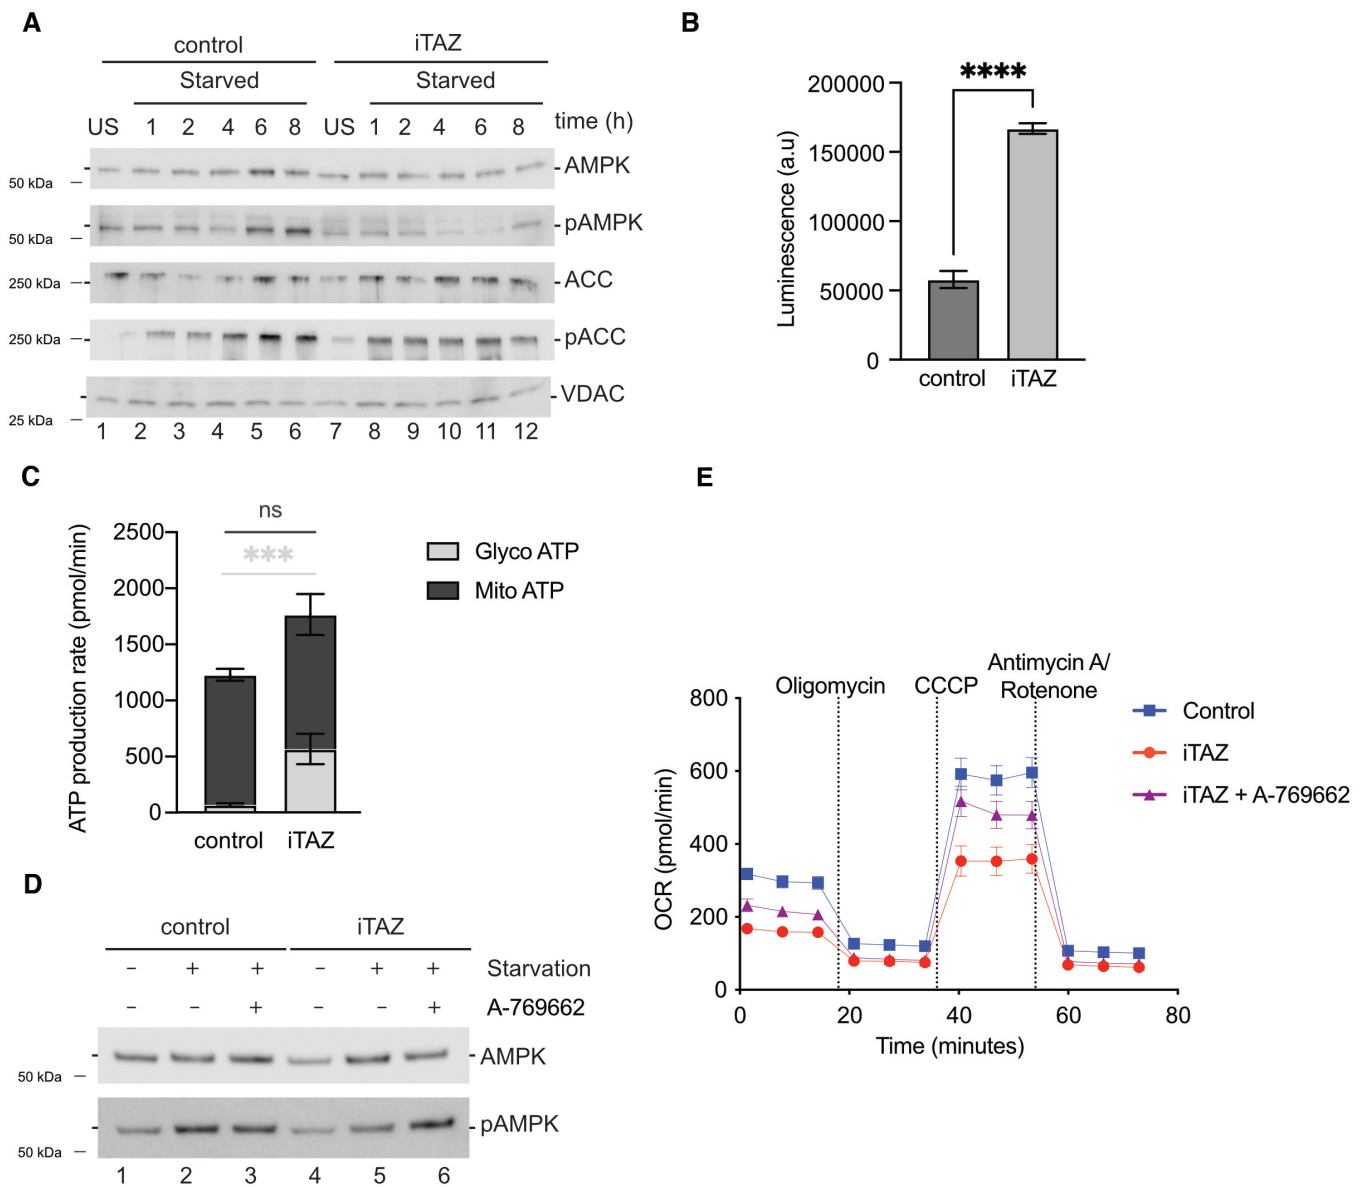 A
control
iTAZ
Starved
Starved
US 1 2 4 6 8 US 1 2 4 6 8 time (h)
50 kDa
AMPK
50 kDa
pAMPK
250 kDa
ACC
250 kDa
pACC
25 kDa
VDAC
1 2 3 4 5 6 7 8 9 10 11 12
B
****
Luminescence (a.u)
200000
150000
100000
50000
0
control iTAZ
C
ns
***
ATP production rate (pmol/min)
2500
2000
1500
1000
500
0
control iTAZ
Glyco ATP
Mito ATP
D
control
iTAZ
- + + - + + Starvation
- - + - - + A-769662
50 kDa
AMPK
50 kDa
pAMPK
1 2 3 4 5 6
E
Oligomycin
CCCP
Antimycin A/
Rotenone
OCR (pmol/min)
800
600
400
200
0
0 20 40 60 80
Time (minutes)
Control
iTAZ
iTAZ + A-769662